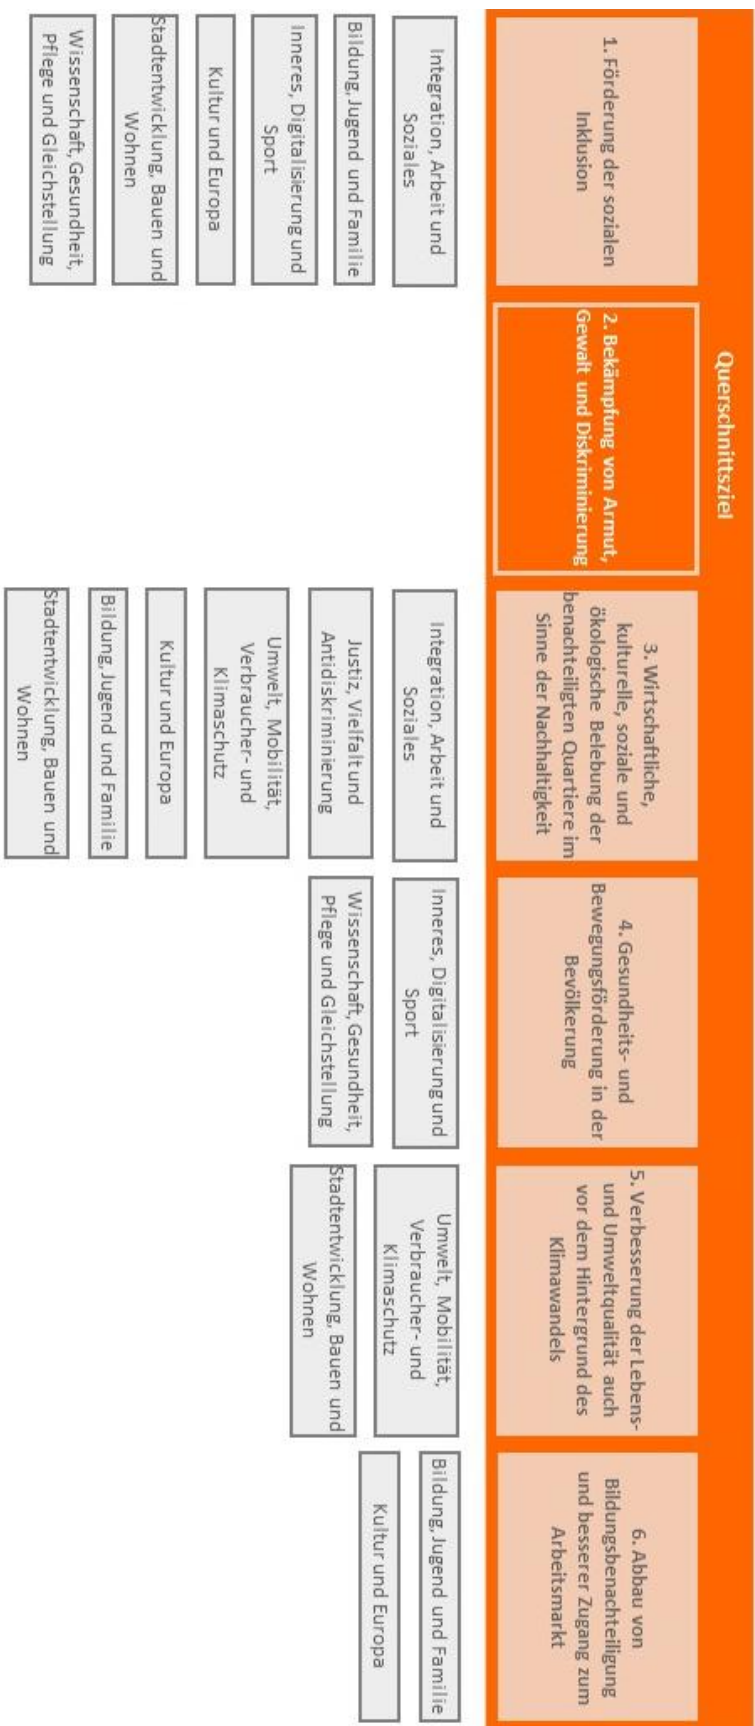 Querschnittsziel
1. Förderung der sozialen
Inklusion
Integration, Arbeit und
Soziales
Bildung, Jugend und Familie
Inneres, Digitalisierung und
Sport
Kultur und Europa
Stadtentwicklung, Bauen und
Wohnen
Wissenschaft, Gesundheit,
Pflege und Gleichstellung
2. Bekämpfung von Armut,
Gewalt und Diskriminierung
3. Wirtschaftliche,
kulturelle, soziale und
ökologische Belebung der
benachteiligten Quartiere im
Sinne der Nachhaltigkeit
Integration, Arbeit und
Soziales
Justiz, Vielfalt und
Antidiskriminierung
Umwelt, Mobilität,
Verbraucher- und
Klimaschutz
Kultur und Europa
Bildung, Jugend und Familie
Stadtentwicklung, Bauen und
Wohnen
4. Gesundheits- und
Bewegungsförderung in der
Bevölkerung
Inneres, Digitalisierung und
Sport
Wissenschaft, Gesundheit,
Pflege und Gleichstellung
5. Verbesserung der Lebens-
und Umweltqualität auch
vor dem Hintergrund des
Klimawandels
Umwelt, Mobilität,
Verbraucher- und
Klimaschutz
Stadtentwicklung, Bauen und
Wohnen
6. Abbau von
Bildungsbenachteiligung
und besserer Zugang zum
Arbeitsmarkt
Bildung, Jugend und Familie
Kultur und Europa